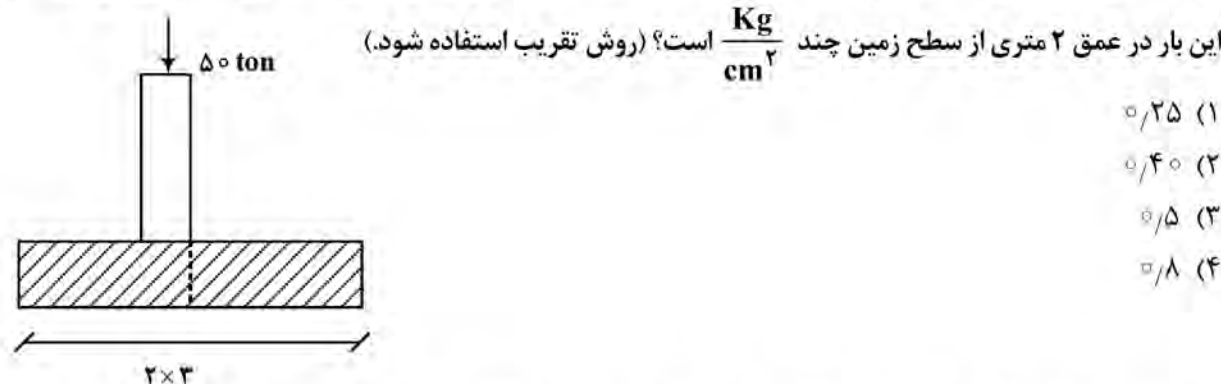 این بار در عمق ۲ متری از سطح زمین چند Kg/cm² است؟ (روش تقریب استفاده شود.)
۵۰ ton
۱) ۰/۲۵
۲) ۰/۴۰
۳) ۰/۵
۴) ۰/۸
۲×۳